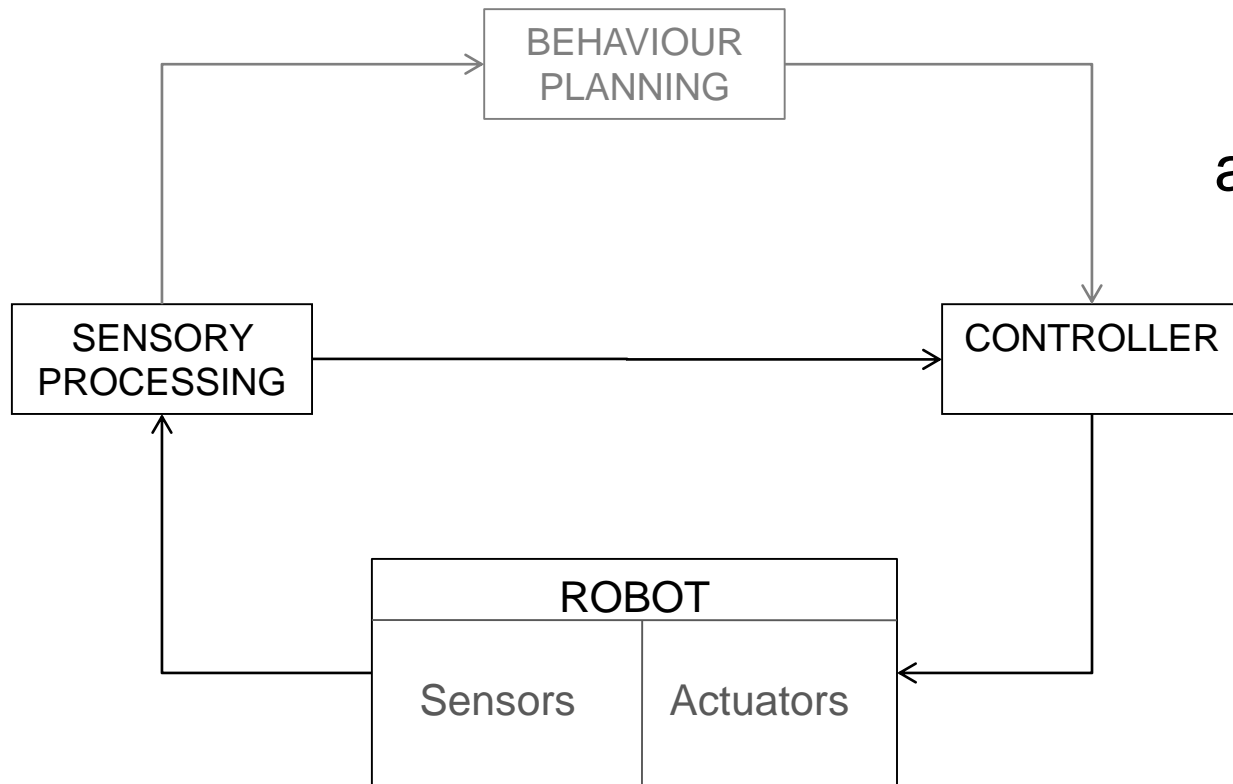 BEHAVIOUR
PLANNING
a
SENSORY
PROCESSING
CONTROLLER
ROBOT
Sensors
Actuators